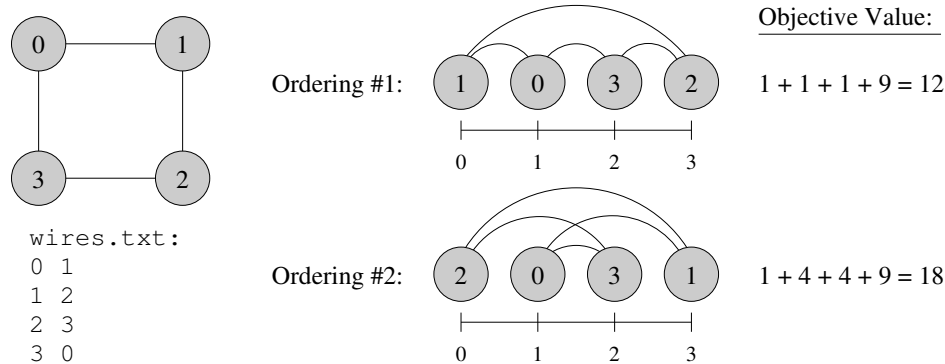 Objective Value:
0 1
3 2
wires.txt:
0 1
1 2
2 3
3 0
Ordering #1: 1 0 3 2 1 + 1 + 1 + 9 = 12
0 1 2 3
Ordering #2: 2 0 3 1 1 + 4 + 4 + 9 = 18
0 1 2 3